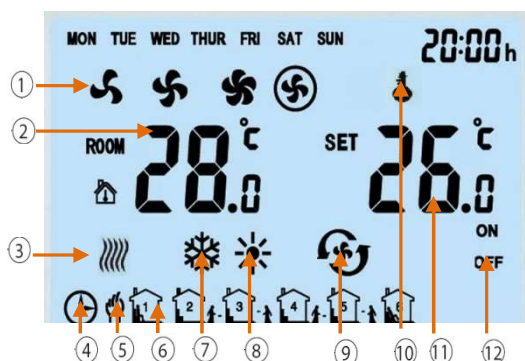 MON TUE WED THUR FRI SAT SUN 20:00h
①
② ROOM 28.0 °C SET 26.0 °C
ON
③ OFF
1 2 3 4 5 6
④ ⑤ ⑥ ⑦ ⑧ ⑨ ⑩ ⑪ ⑫